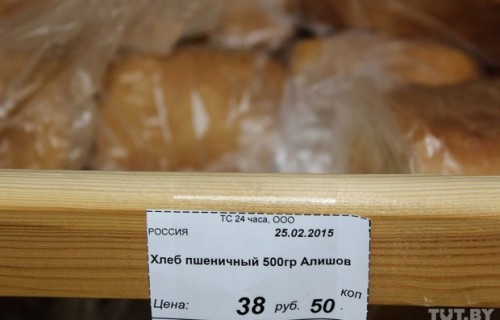 ТС 24 часа, ООО
РОССИЯ 25.02.2015
Хлеб пшеничный 500гр Алишов
Цена: 38 руб. 50 коп.
TUT.BY